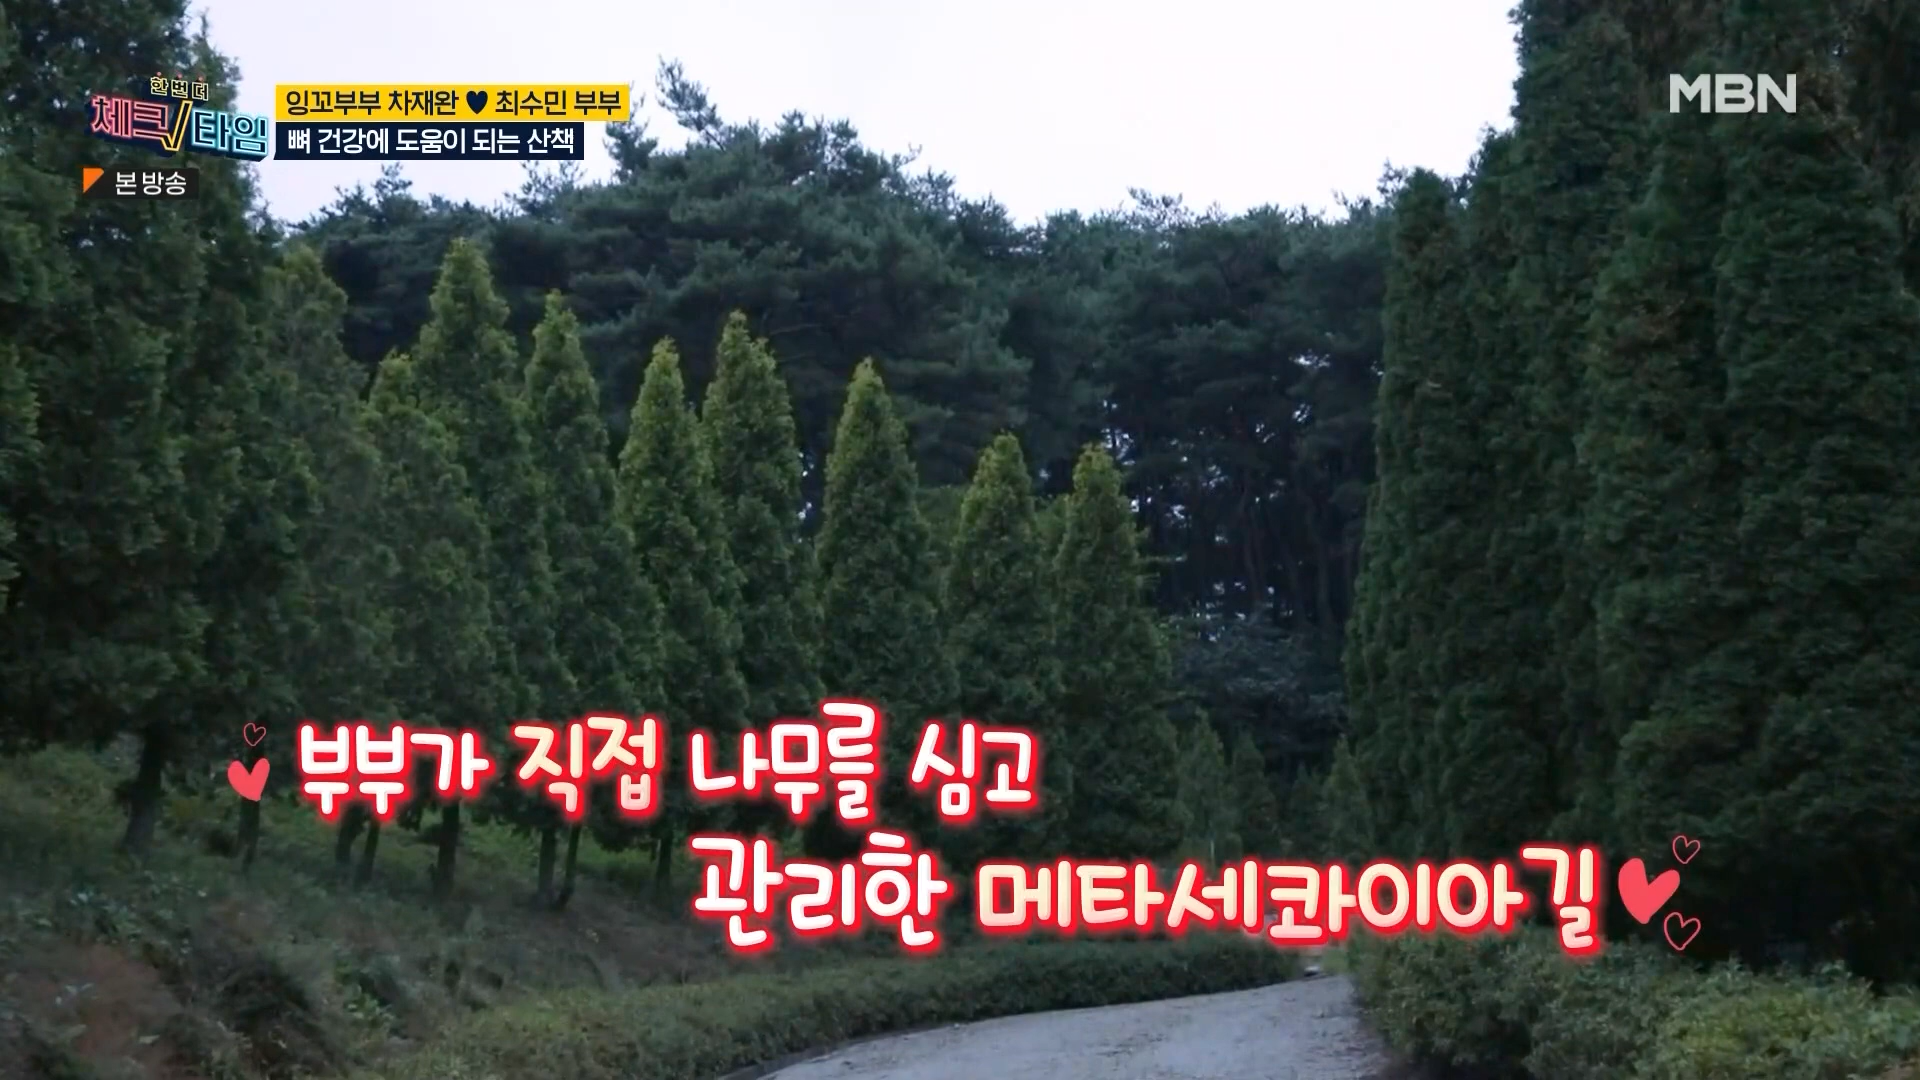 한 번 더
체크타임
잉꼬부부 차재완 ♥ 최수민 부부
뼈 건강에 도움이 되는 산책
본 방송
MBN
부부가 직접 나무를 심고
관리한 메타세콰이아길